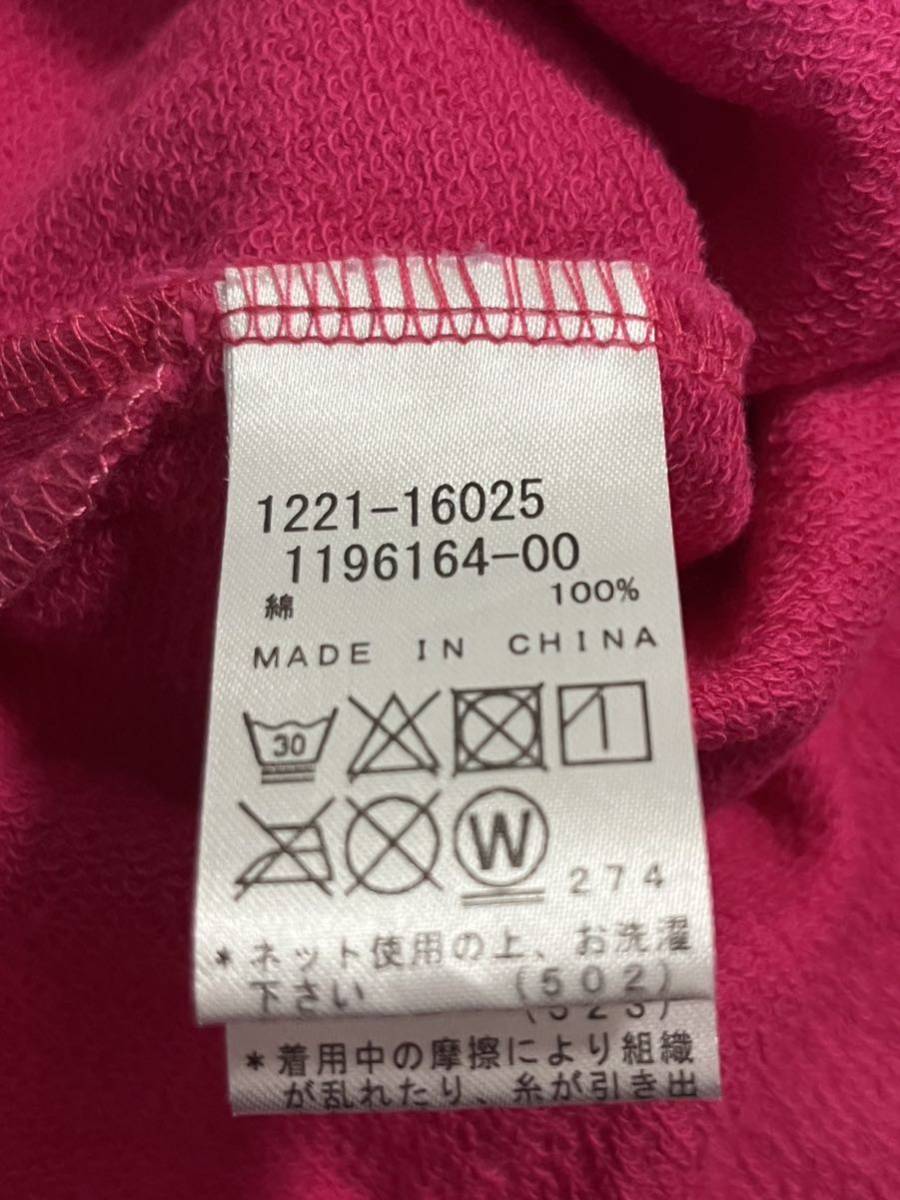 1221-16025
1196164-00
綿 100%
MADE IN CHINA
30
W 274
*ネット使用の上、お洗濯
下さい (502)
(523)
*着用中の摩擦により組織
が乱れたり、糸が引き出